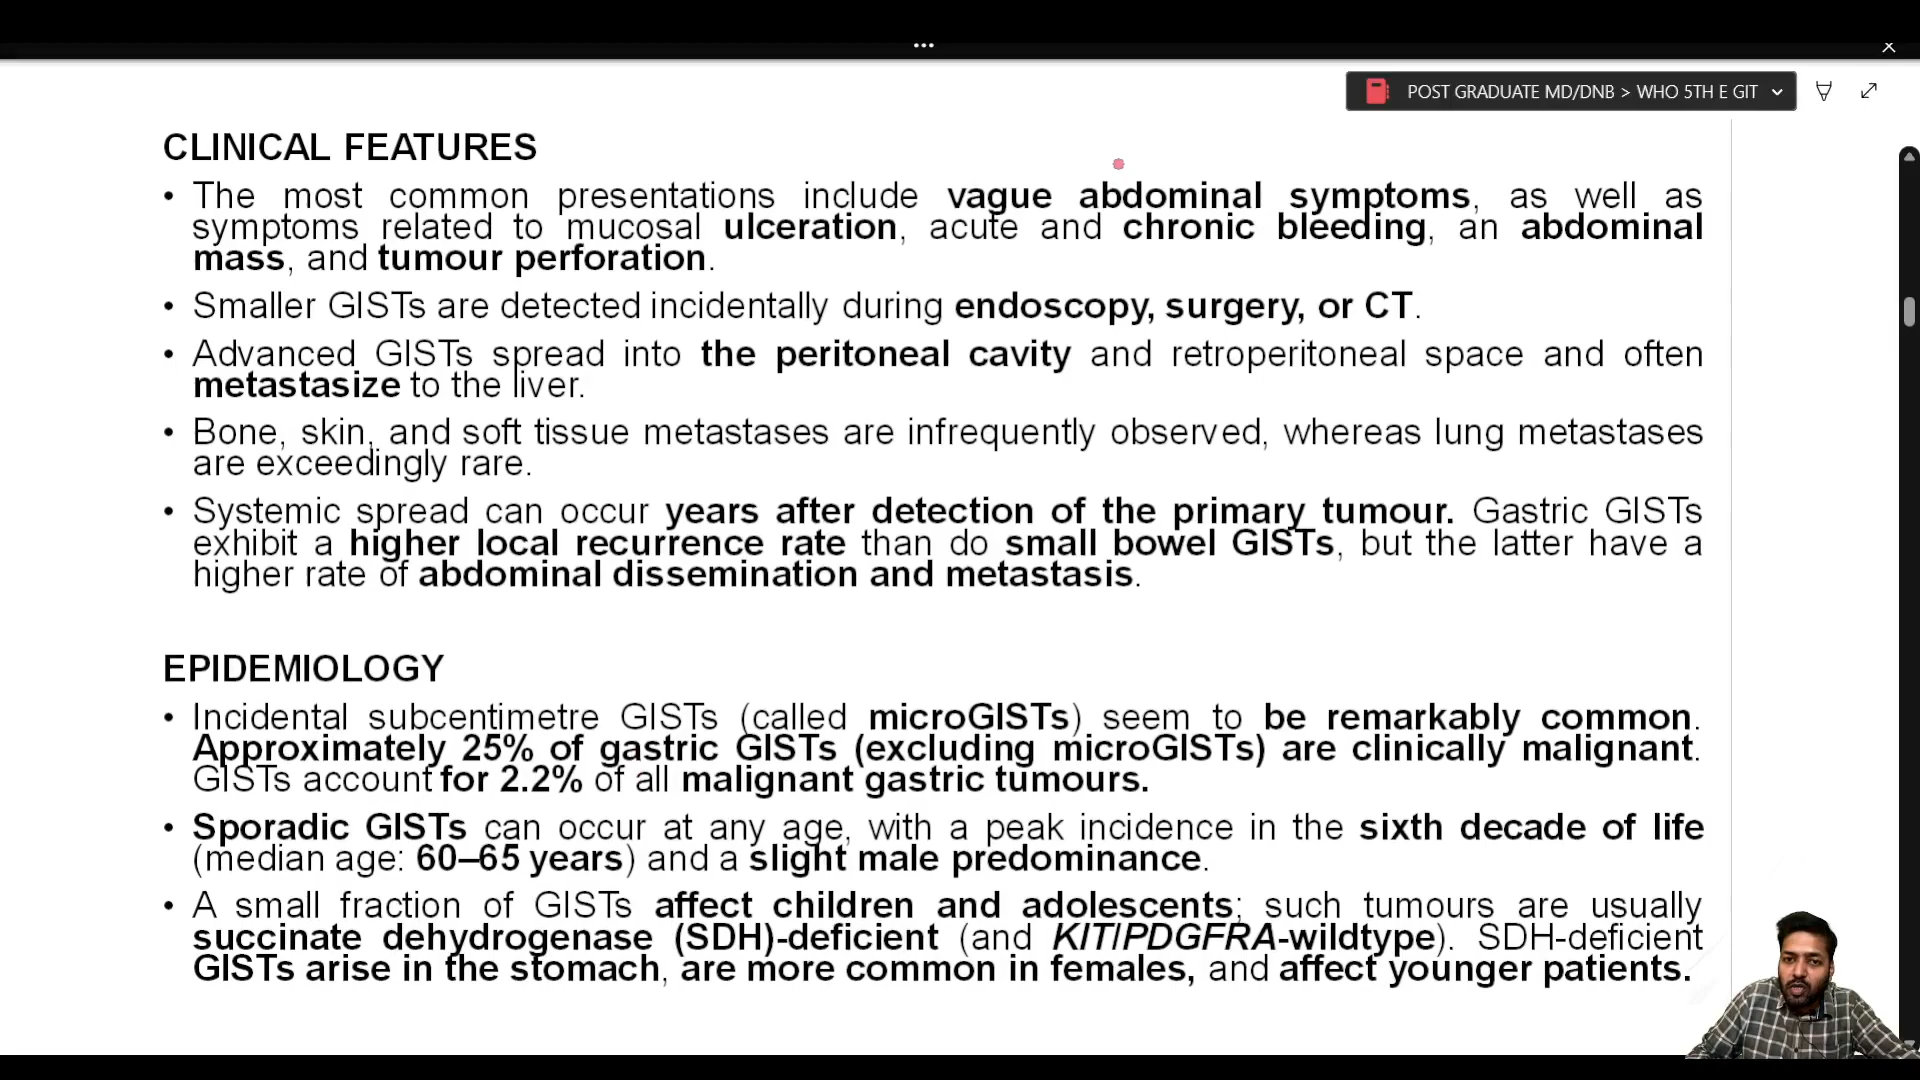 ...
POST GRADUATE MD/DNB > WHO 5TH E GIT
CLINICAL FEATURES
• The most common presentations include vague abdominal symptoms, as well as
symptoms related to mucosal ulceration, acute and chronic bleeding, an abdominal
mass, and tumour perforation.
• Smaller GISTs are detected incidentally during endoscopy, surgery, or CT.
• Advanced GISTs spread into the peritoneal cavity and retroperitoneal space and often
metastasize to the liver.
• Bone, skin, and soft tissue metastases are infrequently observed, whereas lung metastases
are exceedingly rare.
• Systemic spread can occur years after detection of the primary tumour. Gastric GISTs
exhibit a higher local recurrence rate than do small bowel GISTs, but the latter have a
higher rate of abdominal dissemination and metastasis.
EPIDEMIOLOGY
• Incidental subcentimetre GISTs (called microGISTs) seem to be remarkably common.
Approximately 25% of gastric GISTs (excluding microGISTs) are clinically malignant.
GISTs account for 2.2% of all malignant gastric tumours.
• Sporadic GISTs can occur at any age, with a peak incidence in the sixth decade of life
(median age: 60–65 years) and a slight male predominance.
• A small fraction of GISTs affect children and adolescents; such tumours are usually
succinate dehydrogenase (SDH)-deficient (and KIT/PDGFRA-wildtype). SDH-deficient
GISTs arise in the stomach, are more common in females, and affect younger patients.